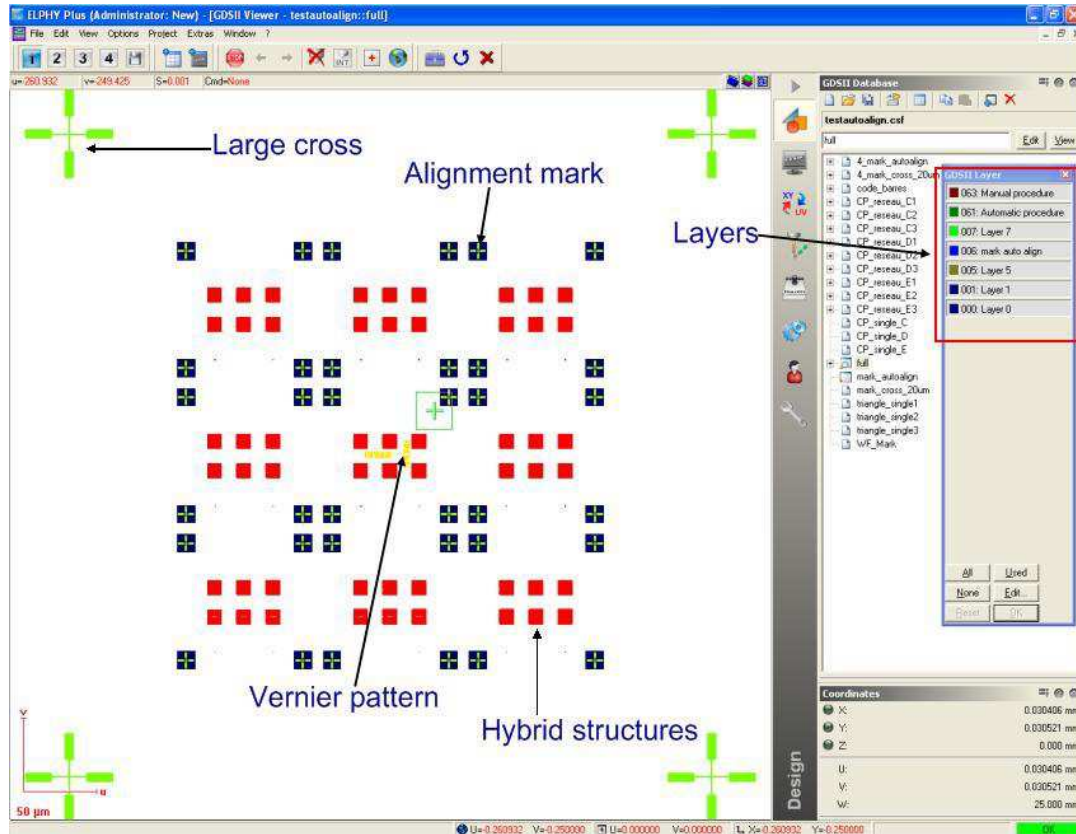 ELPHY Plus (Administrator: New) - [GDSII Viewer - testautoalign::full]
File Edit View Options Project Extras Window ?
1 2 3 4
u=-260.932 v=-249.425 S=0.001 Cmd=None
GDSII Database
testautoalign.csf
full Edit View
4_mark_autoalign
4_mark_cross_20um
code_barres
CP_reseau_C1
CP_reseau_C2
CP_reseau_C3
CP_reseau_D1
CP_reseau_D2
CP_reseau_D3
CP_reseau_E1
CP_reseau_E2
CP_reseau_E3
CP_single_C
CP_single_D
CP_single_E
full
mark_autoalign
mark_cross_20um
triangle_single1
triangle_single2
triangle_single3
WF_Mark
GDSII Layer
063: Manual procedure
061: Automatic procedure
007: Layer 7
006: mark auto align
005: Layer 5
001: Layer 1
000: Layer 0
All Used
None Edit...
Reset OK
XY
UV
Large cross
Alignment mark
Layers
Vernier pattern
Hybrid structures
v
u
50 µm
Design
Coordinates
X: 0.030406 mm
Y: 0.030521 mm
Z: 0.000 mm
U: 0.030406 mm
V: 0.030521 mm
W: 25.000 mm
U=-0.260932 V=-0.250000 U=0.000000 V=0.000000 X=-0.260932 Y=-0.250000 OK